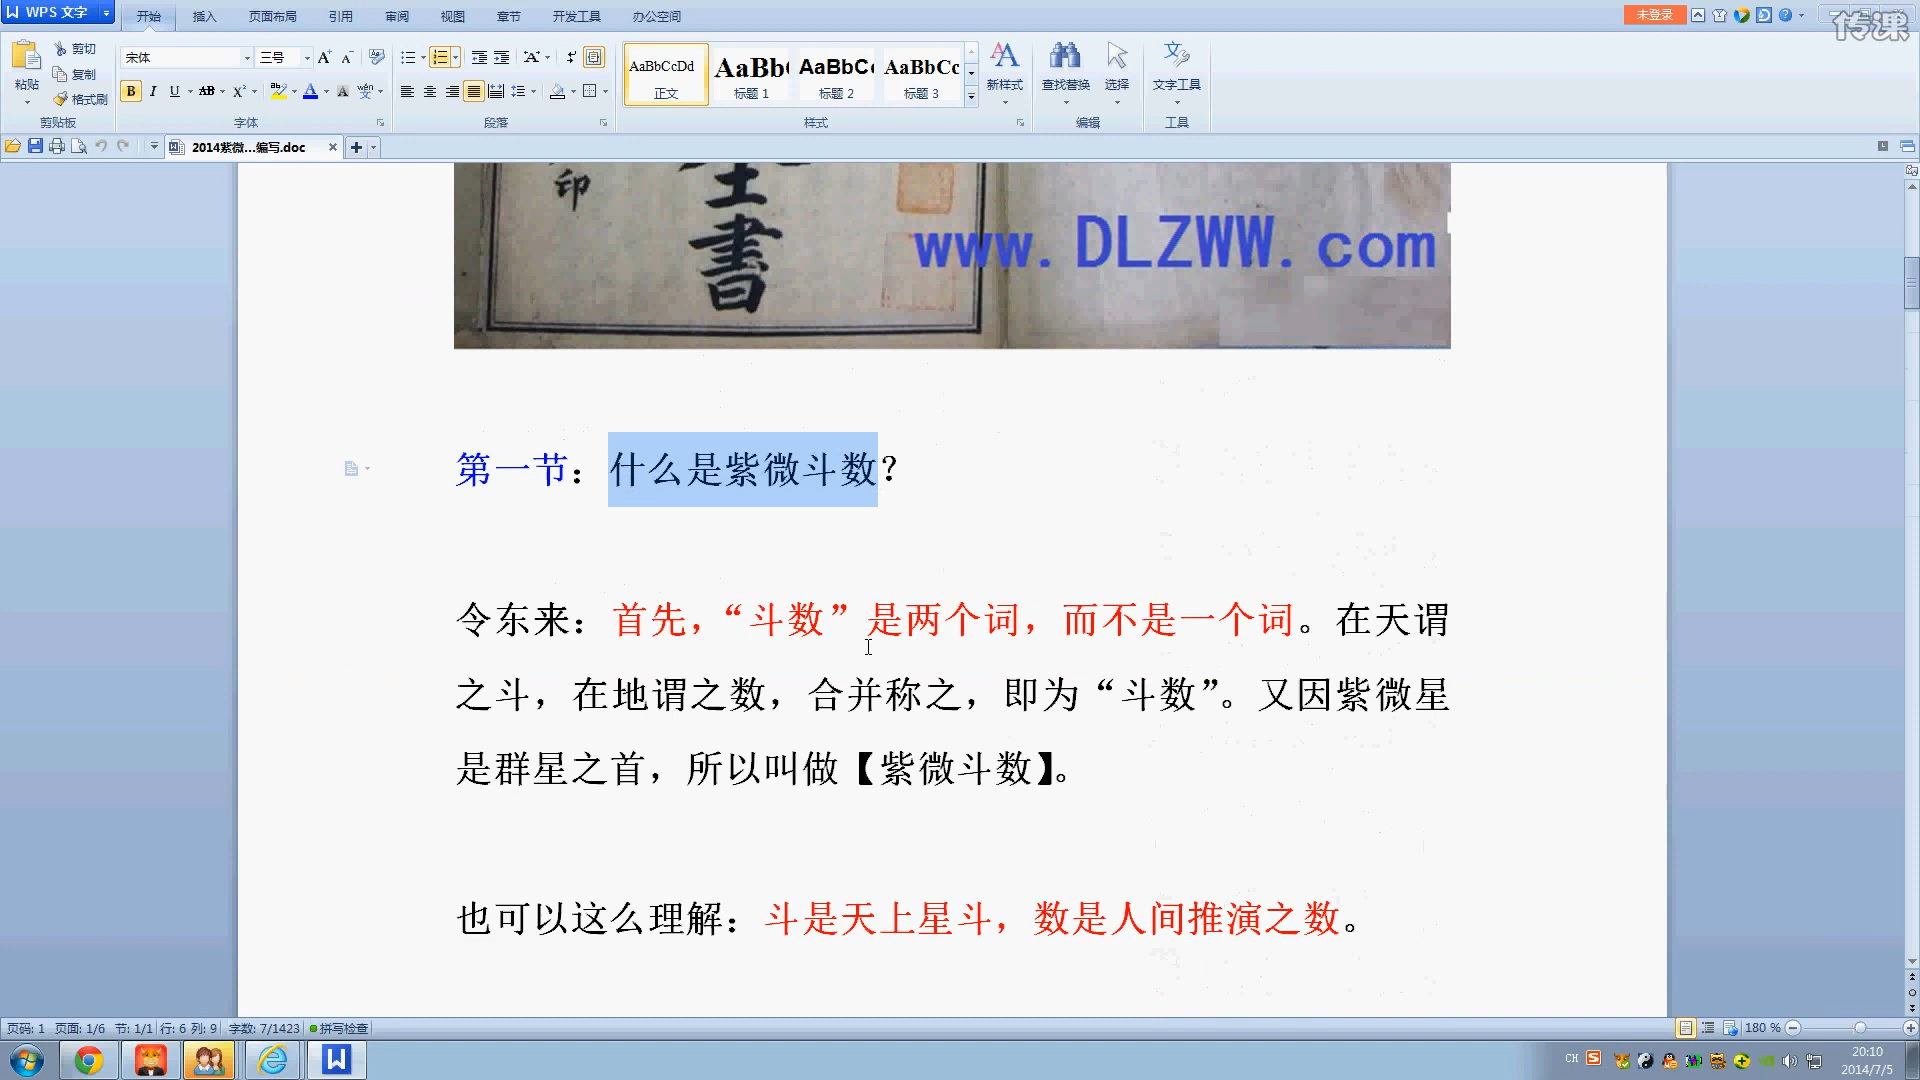 WPS 文字
开始 插入 页面布局 引用 审阅 视图 章节 开发工具 办公空间
未登录
传课
粘贴
剪切
复制
格式刷
宋体 三号
AaBbCcDd AaBb( AaBbC( AaBbCc
正文 标题 1 标题 2 标题 3
新样式 查找替换 选择 文字工具
剪贴板 字体 段落 样式 编辑 工具
2014紫微...编写.doc
印
書
www.DLZWW.com
第一节：什么是紫微斗数？
令东来：首先，“斗数”是两个词，而不是一个词。在天谓
之斗，在地谓之数，合并称之，即为“斗数”。又因紫微星
是群星之首，所以叫做【紫微斗数】。
也可以这么理解：斗是天上星斗，数是人间推演之数。
页码: 1 页面: 1/6 节: 1/1 行: 6 列: 9 字数: 7/1423 拼写检查
180 %
CH
20:10
2014/7/5